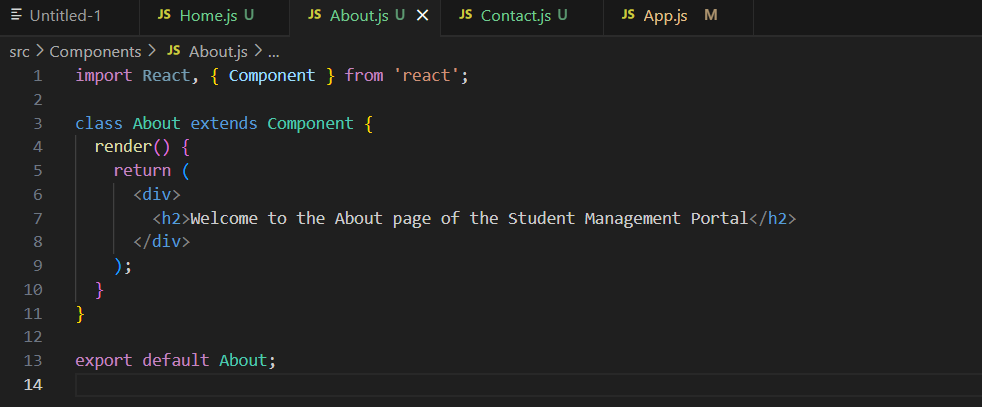 Untitled-1 JS Home.js U JS About.js U JS Contact.js U JS App.js M
src > Components > JS About.js > ...
1 import React, { Component } from 'react';
2
3 class About extends Component {
4   render() {
5     return (
6       <div>
7         <h2>Welcome to the About page of the Student Management Portal</h2>
8       </div>
9     );
10   }
11 }
12
13 export default About;
14